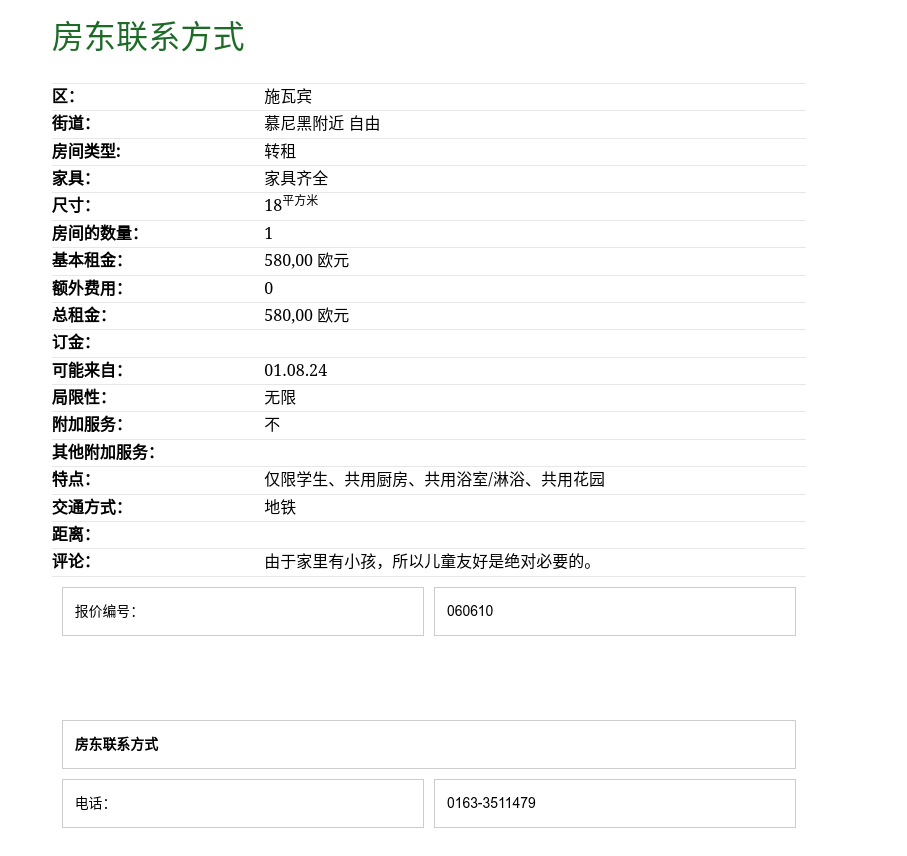 房东联系方式
区： 施瓦宾
街道： 慕尼黑附近 自由
房间类型: 转租
家具： 家具齐全
尺寸： 18平方米
房间的数量： 1
基本租金： 580,00 欧元
额外费用： 0
总租金： 580,00 欧元
订金：
可能来自： 01.08.24
局限性： 无限
附加服务： 不
其他附加服务：
特点： 仅限学生、共用厨房、共用浴室/淋浴、共用花园
交通方式： 地铁
距离：
评论： 由于家里有小孩，所以儿童友好是绝对必要的。
报价编号： 060610
房东联系方式
电话： 0163-3511479